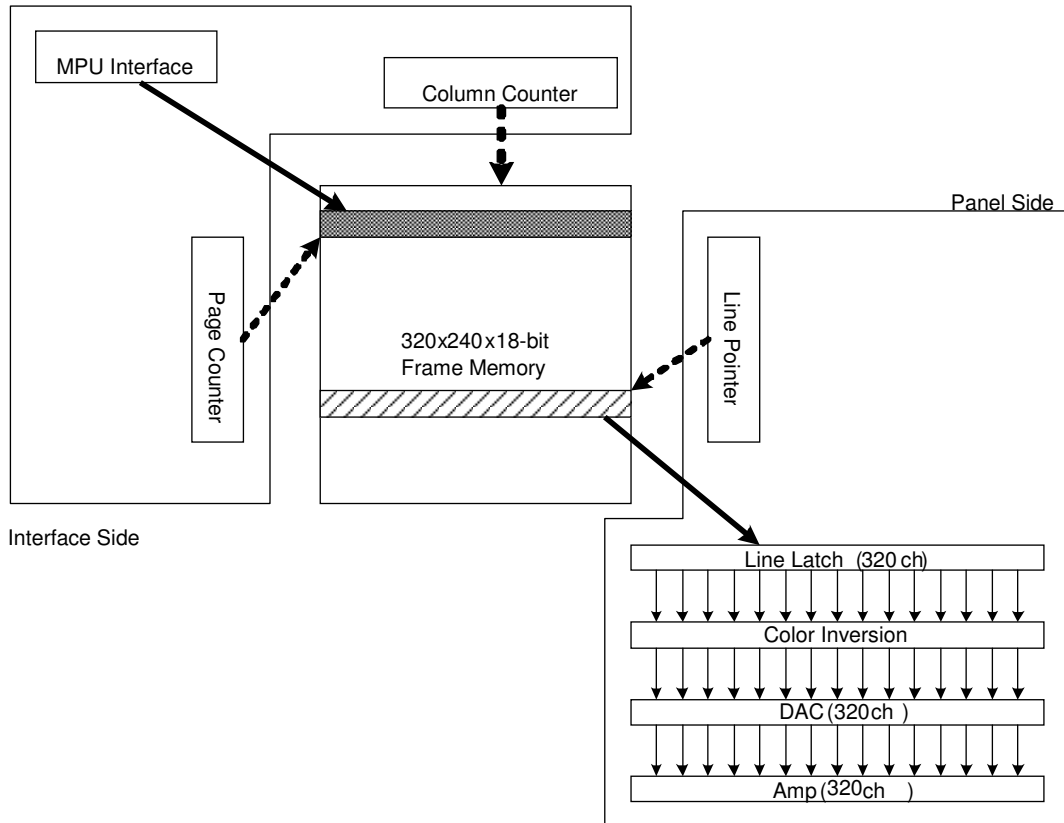 MPU Interface
Column Counter
Panel Side
Page Counter
Line Pointer
320x240x18-bit
Frame Memory
Interface Side
Line Latch (320 ch)
Color Inversion
DAC (320ch )
Amp (320ch )